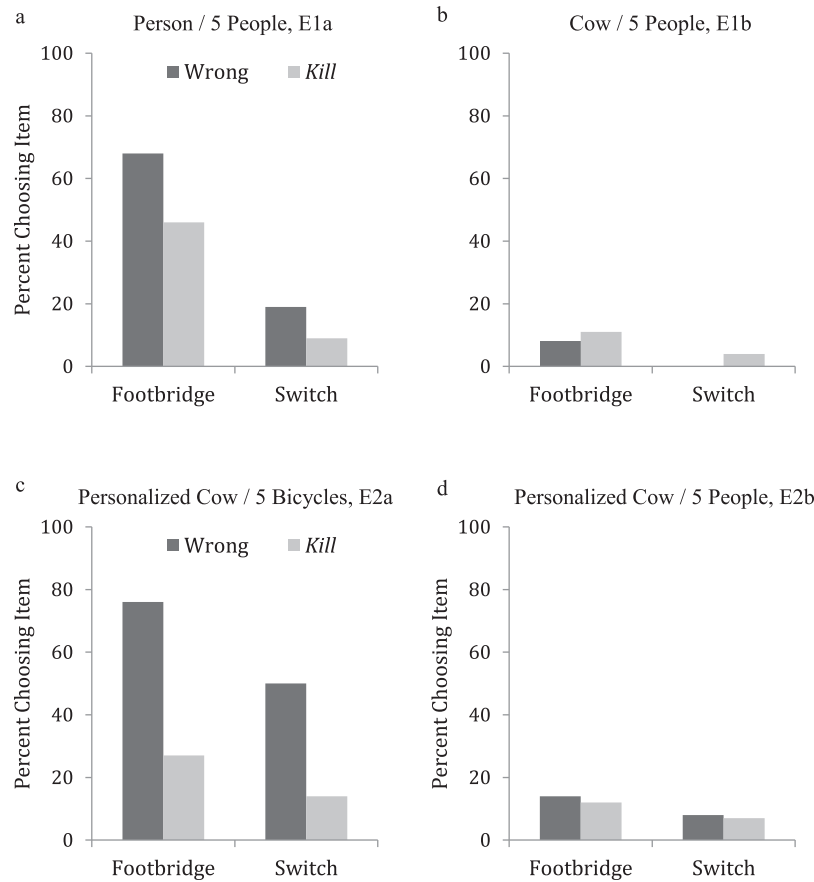 a
Person / 5 People, E1a
100
80
60
40
20
0
Percent Choosing Item
Wrong
Kill
Footbridge
Switch
b
Cow / 5 People, E1b
100
80
60
40
20
0
Footbridge
Switch
c
Personalized Cow / 5 Bicycles, E2a
100
80
60
40
20
0
Percent Choosing Item
Wrong
Kill
Footbridge
Switch
d
Personalized Cow / 5 People, E2b
100
80
60
40
20
0
Percent Choosing Item
Footbridge
Switch